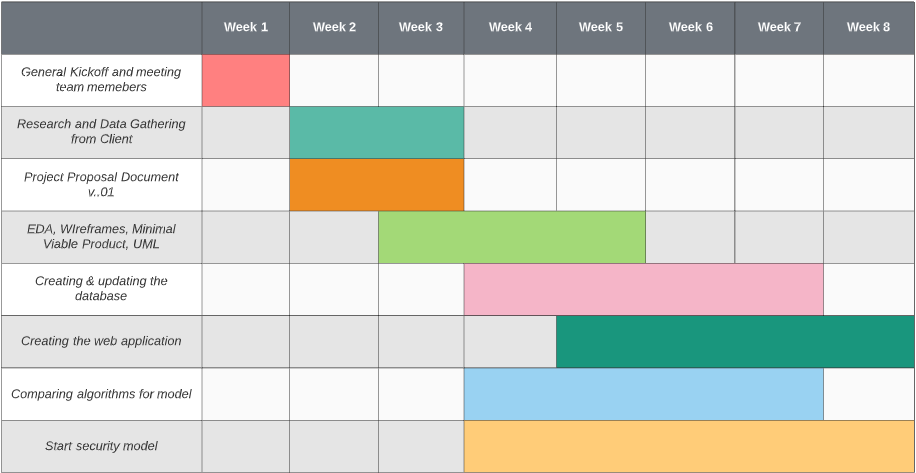 Week 1 Week 2 Week 3 Week 4 Week 5 Week 6 Week 7 Week 8
General Kickoff and meeting
team memebers
Research and Data Gathering
from Client
Project Proposal Document
v..01
EDA, WIreframes, Minimal
Viable Product, UML
Creating & updating the
database
Creating the web application
Comparing algorithms for model
Start security model